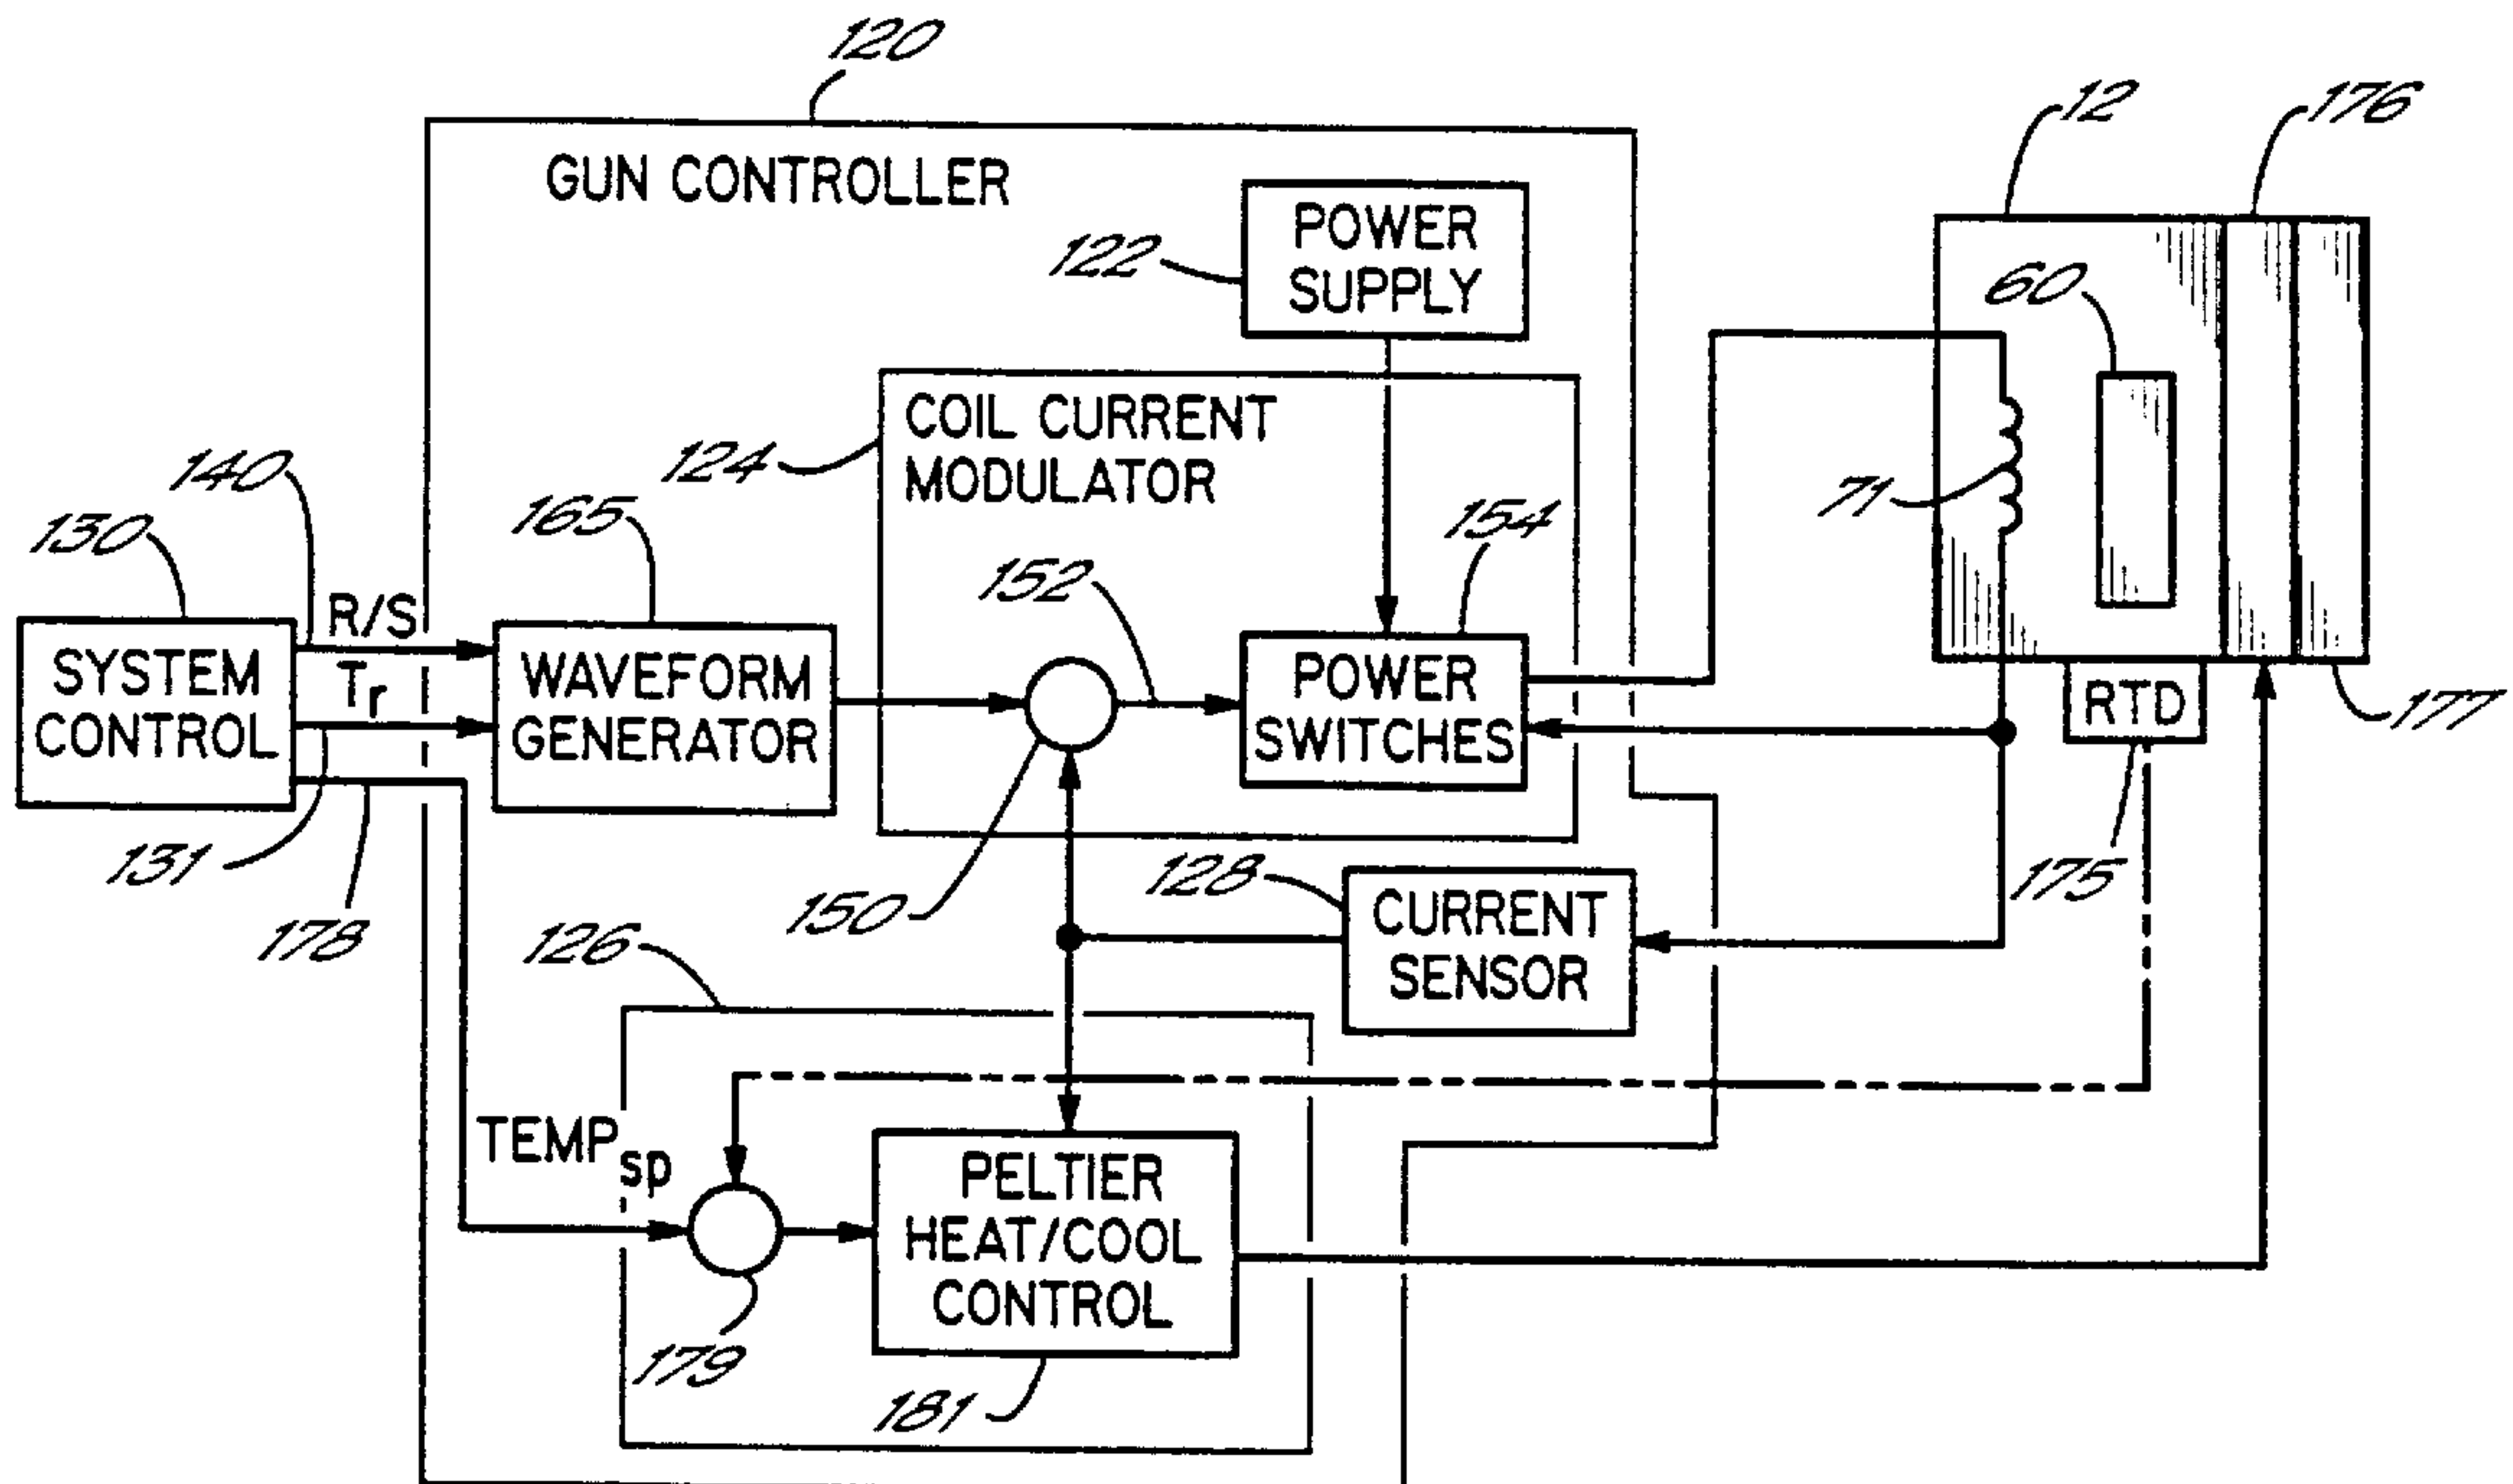 120
12
176
GUN CONTROLLER
POWER
SUPPLY
122
60
COIL CURRENT
MODULATOR
124
140
71
165
154
130
152
R/S
SYSTEM
CONTROL
Tr
WAVEFORM
GENERATOR
POWER
SWITCHES
RTD
177
131
128
175
150
CURRENT
SENSOR
178
126
TEMPsp
PELTIER
HEAT/COOL
CONTROL
179
181